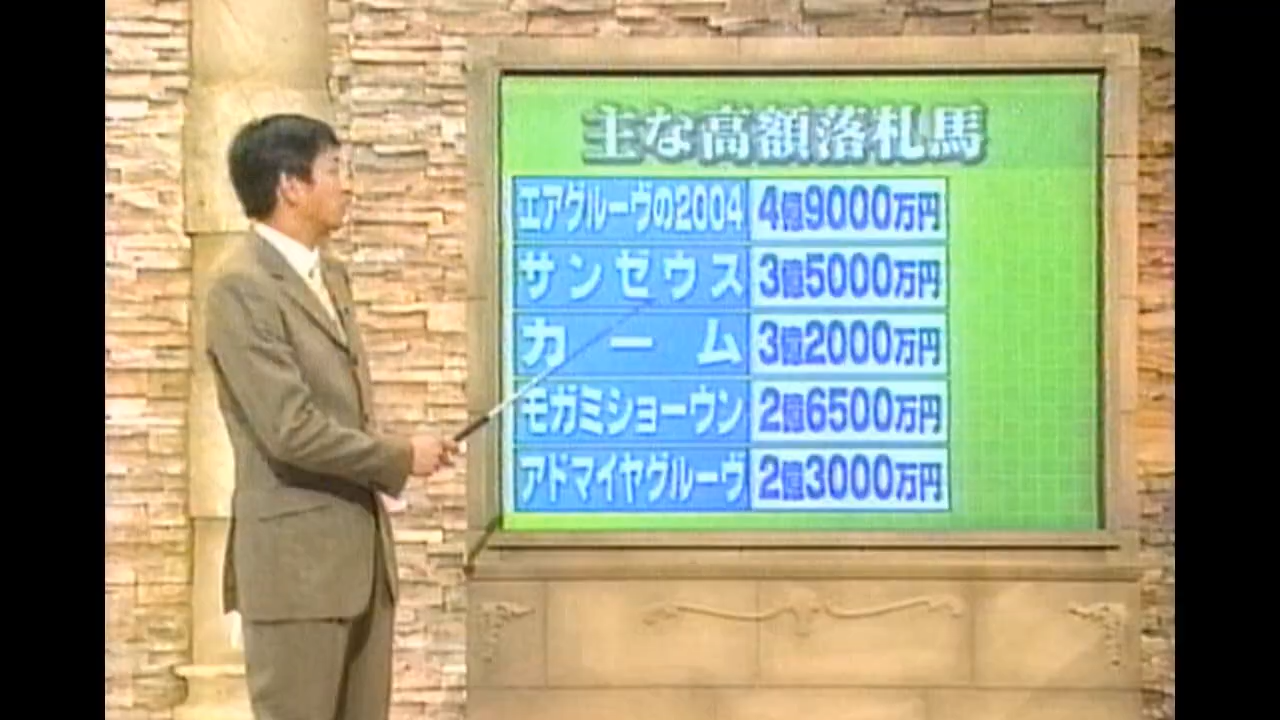 主な高額落札馬
エアグルーヴの2004 4億9000万円
サンゼウス 3億5000万円
カーム 3億2000万円
モガミショーウン 2億6500万円
アドマイヤグルーヴ 2億3000万円